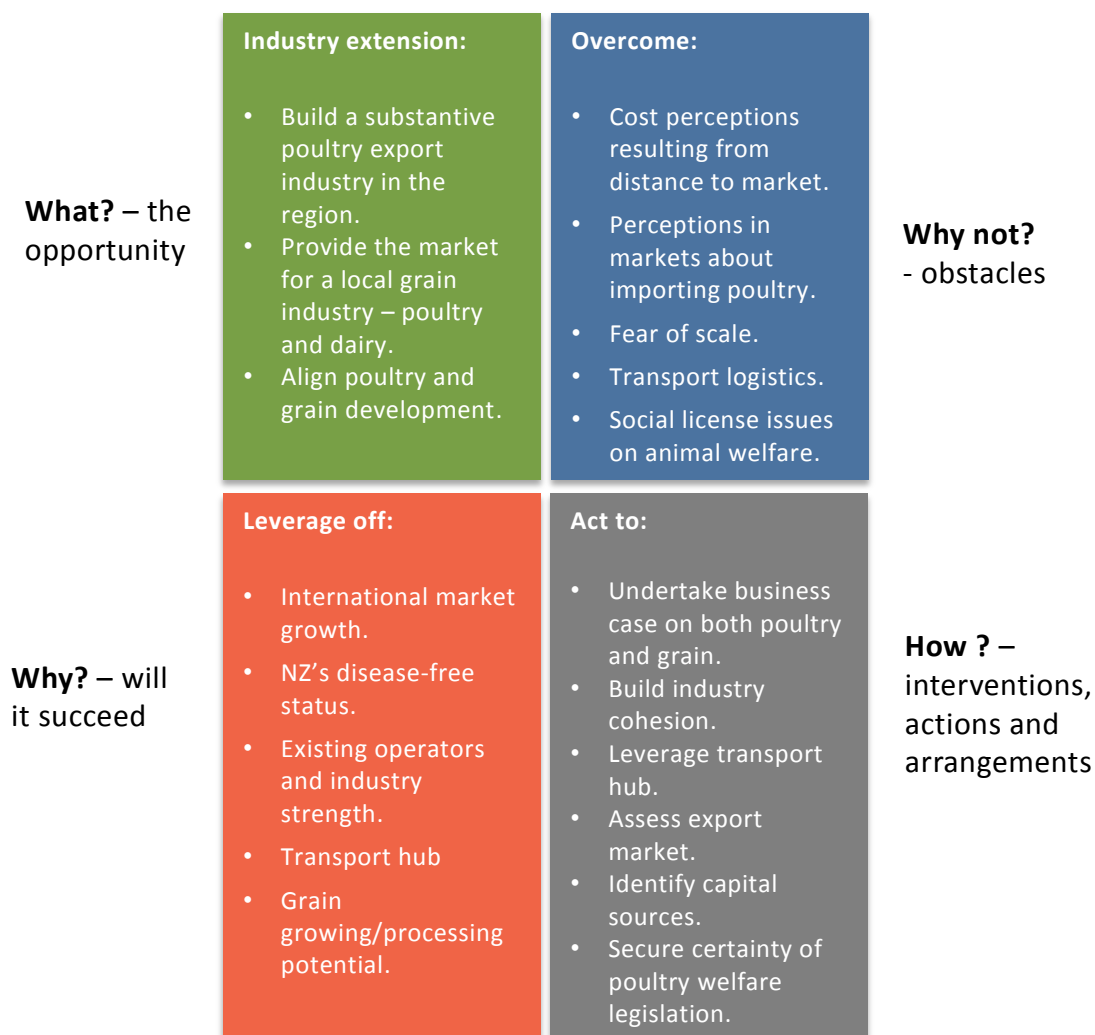 What? – the
opportunity
Industry extension:
• Build a substantive
poultry export
industry in the
region.
• Provide the market
for a local grain
industry – poultry
and dairy.
• Align poultry and
grain development.
Overcome:
• Cost perceptions
resulting from
distance to market.
• Perceptions in
markets about
importing poultry.
• Fear of scale.
• Transport logistics.
• Social license issues
on animal welfare.
Why not?
- obstacles
Why? – will
it succeed
Leverage off:
• International market
growth.
• NZ's disease-free
status.
• Existing operators
and industry
strength.
• Transport hub
• Grain
growing/processing
potential.
Act to:
• Undertake business
case on both poultry
and grain.
• Build industry
cohesion.
• Leverage transport
hub.
• Assess export
market.
• Identify capital
sources.
• Secure certainty of
poultry welfare
legislation.
How ? –
interventions,
actions and
arrangements